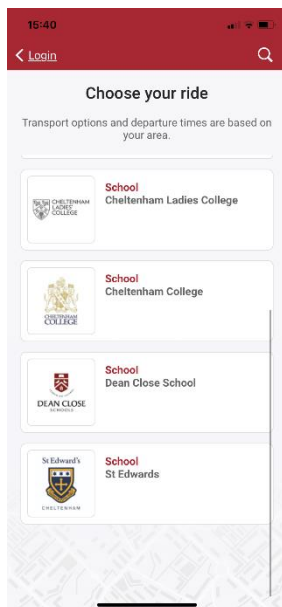 15:40
Login
Choose your ride
Transport options and departure times are based on
your area.
CHELTENHAM
LADIES'
COLLEGE
School
Cheltenham Ladies College
CHELTENHAM
COLLEGE
School
Cheltenham College
DEAN CLOSE
SCHOOLS
School
Dean Close School
St Edward's
CHELTENHAM
School
St Edwards